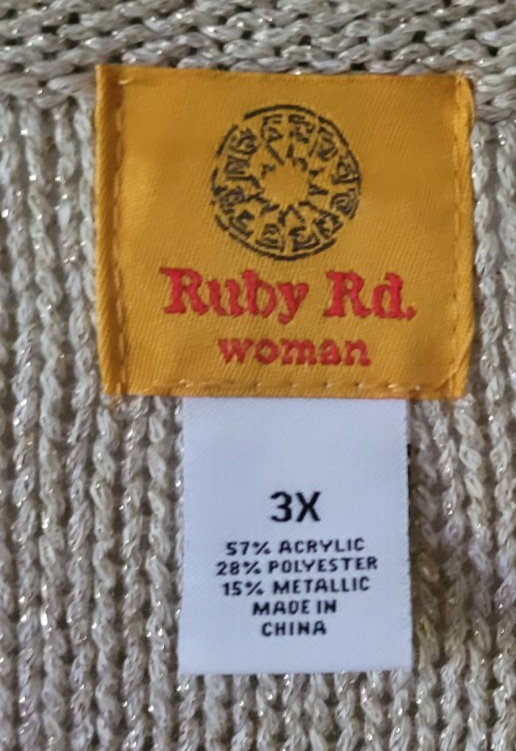 Ruby Rd.
woman
3X
57% ACRYLIC
28% POLYESTER
15% METALLIC
MADE IN
CHINA